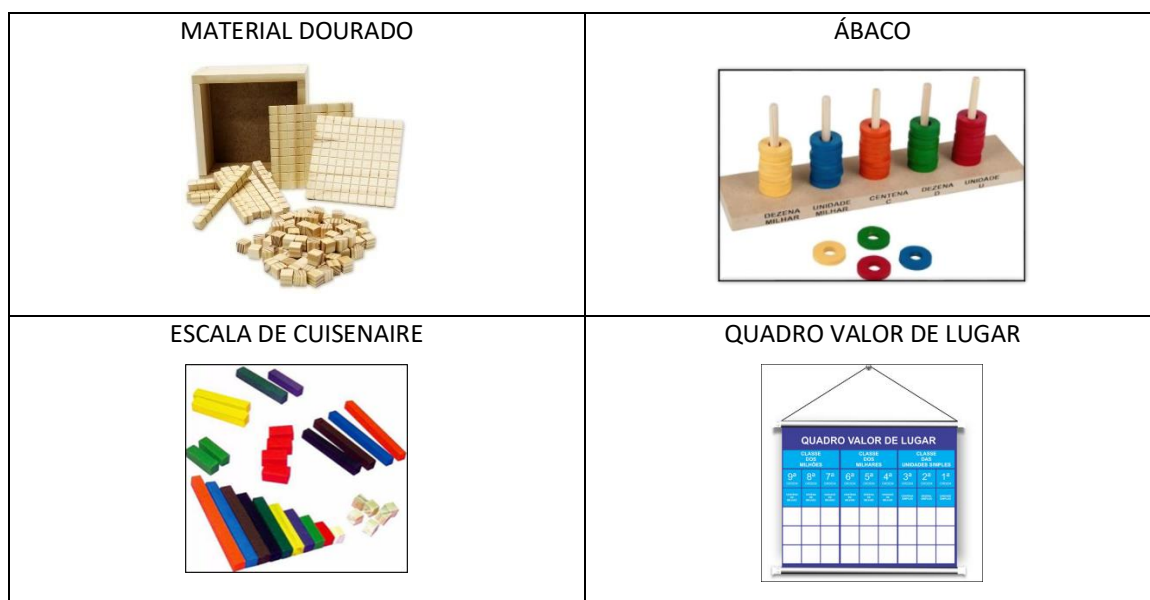 MATERIAL DOURADO
ÁBACO
DEZENA
MILHAR
UNIDADE
MILHAR
CENTENA
C
DEZENA
D
UNIDADE
U
ESCALA DE CUISENAIRE
QUADRO VALOR DE LUGAR
QUADRO VALOR DE LUGAR
CLASSE DOS MILHÕES
CLASSE DOS MILHARES
CLASSE DAS UNIDADES SIMPLES
9ª 8ª 7ª 6ª 5ª 4ª 3ª 2ª 1ª